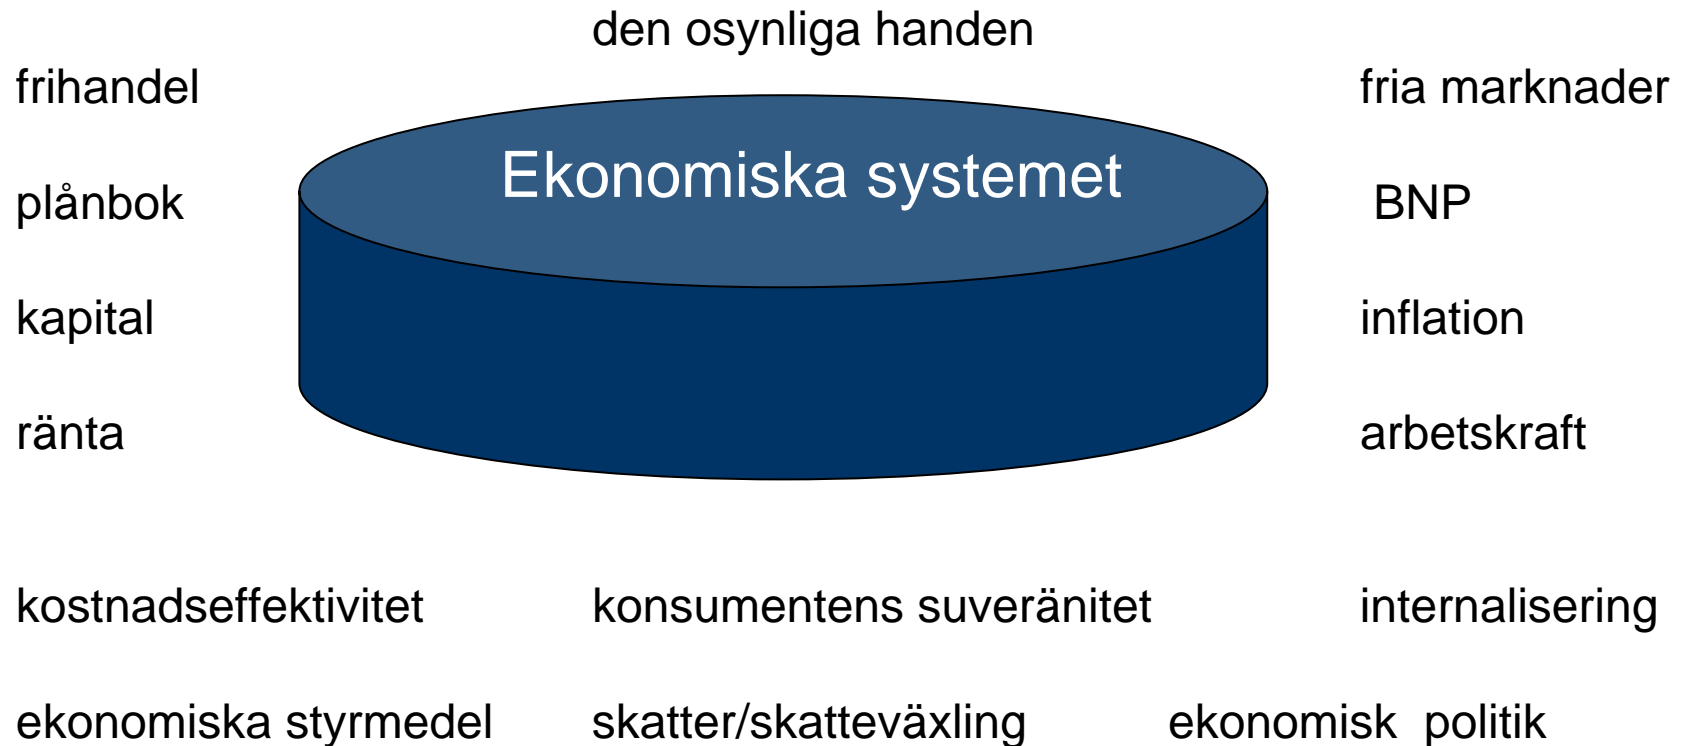 den osynliga handen
frihandel fria marknader
Ekonomiska systemet
plånbok BNP
kapital inflation
ränta arbetskraft
kostnadseffektivitet konsumentens suveränitet internalisering
ekonomiska styrmedel skatter/skatteväxling ekonomisk politik